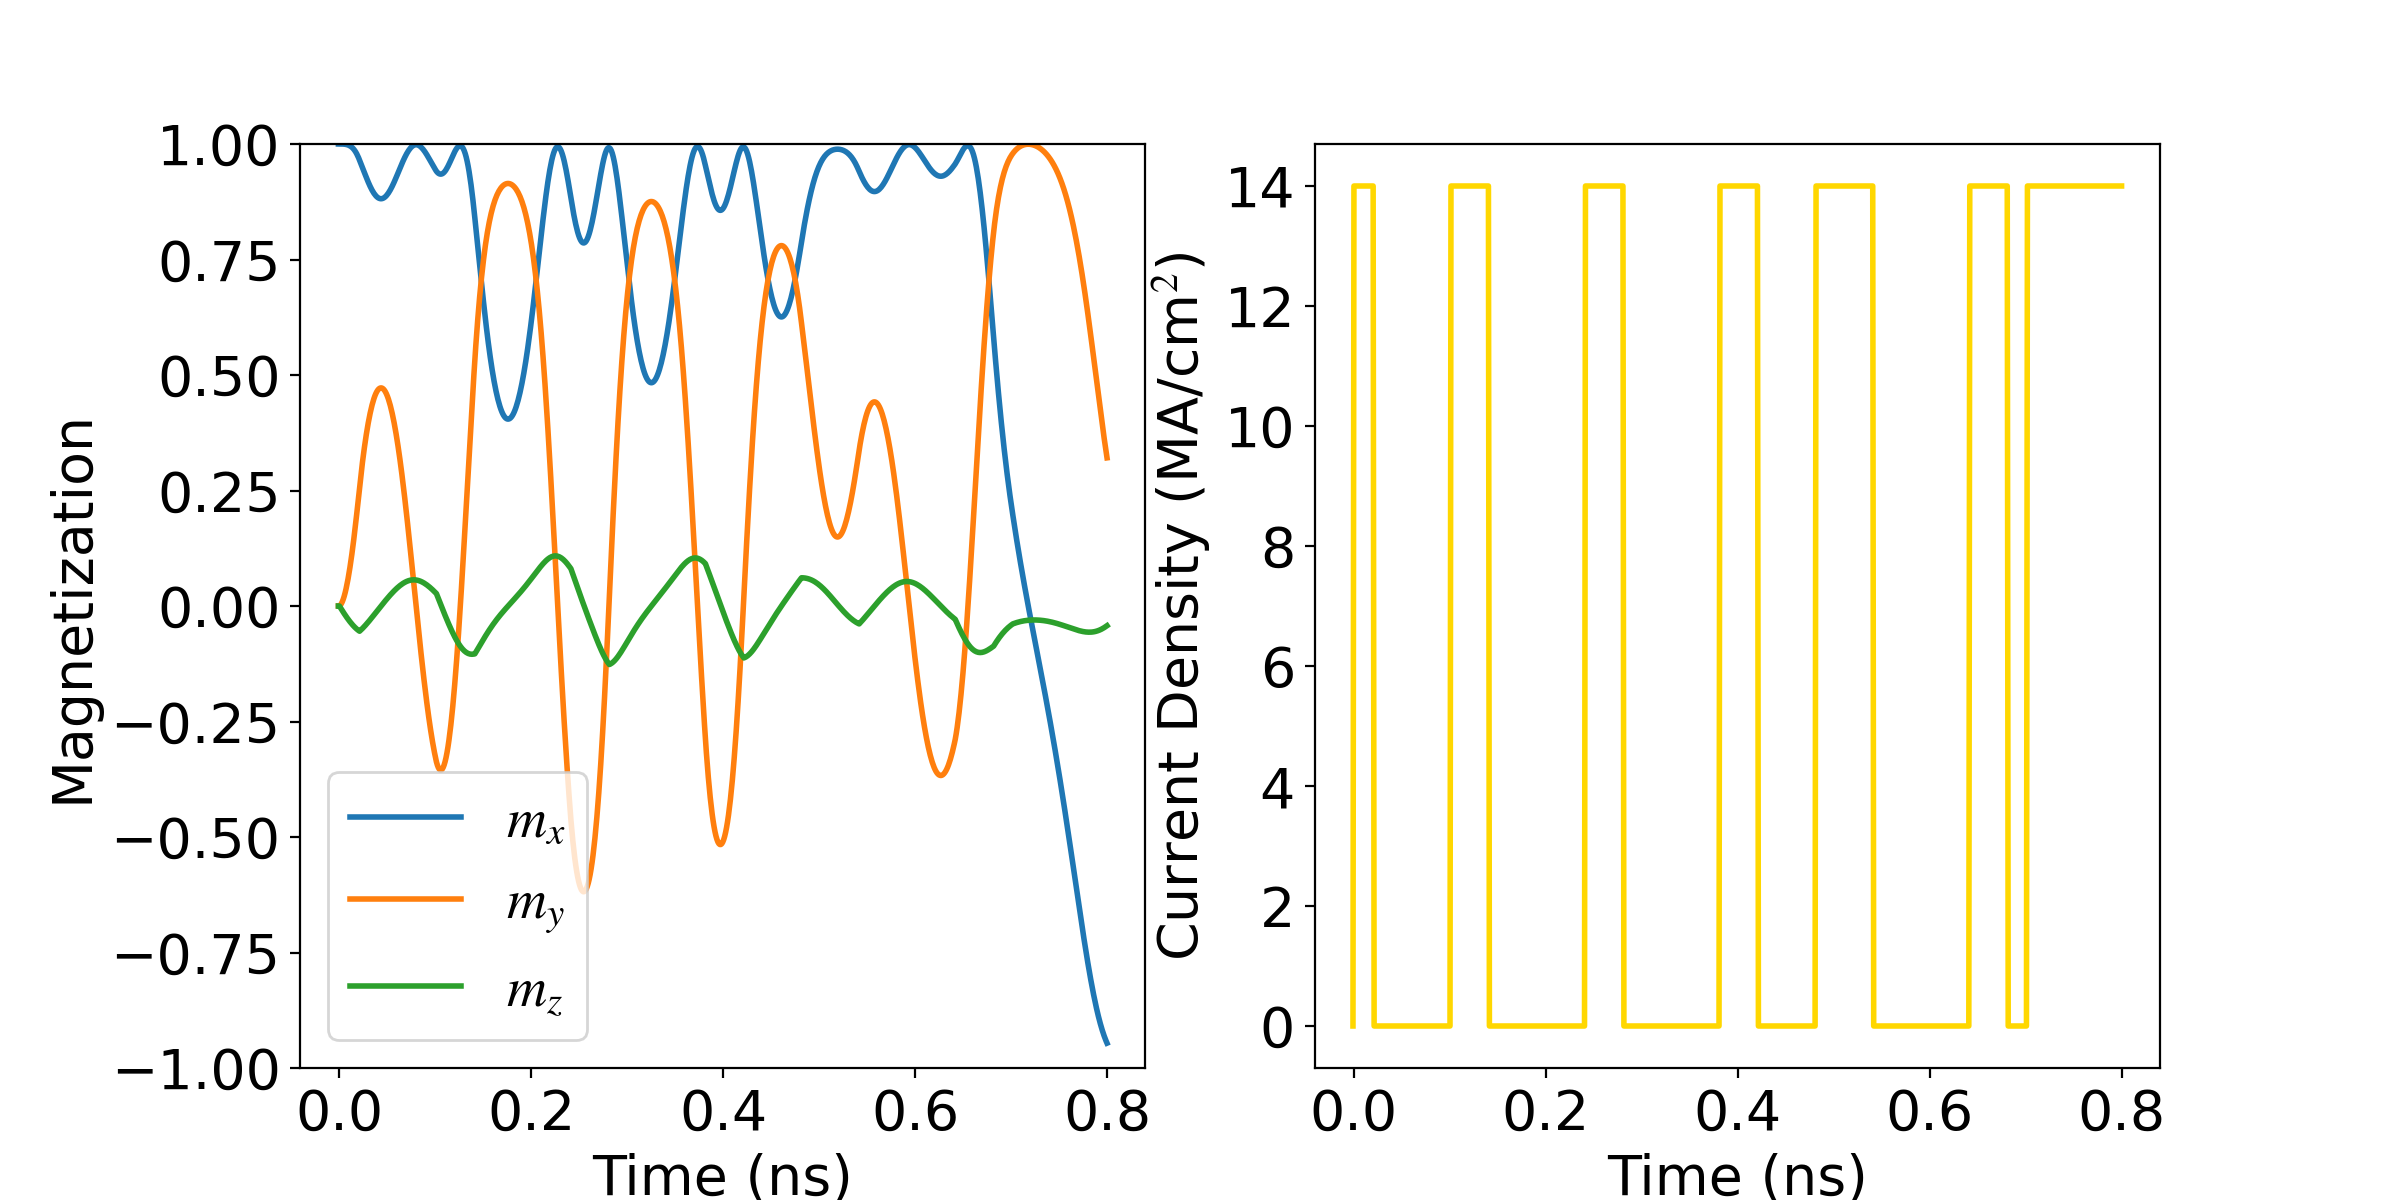 1.00
0.75
0.50
0.25
0.00
−0.25
−0.50
−0.75
−1.00
Magnetization
0.0 0.2 0.4 0.6 0.8
Time (ns)
m_x
m_y
m_z
14
12
10
8
6
4
2
0
Current Density (MA/cm²)
0.0 0.2 0.4 0.6 0.8
Time (ns)